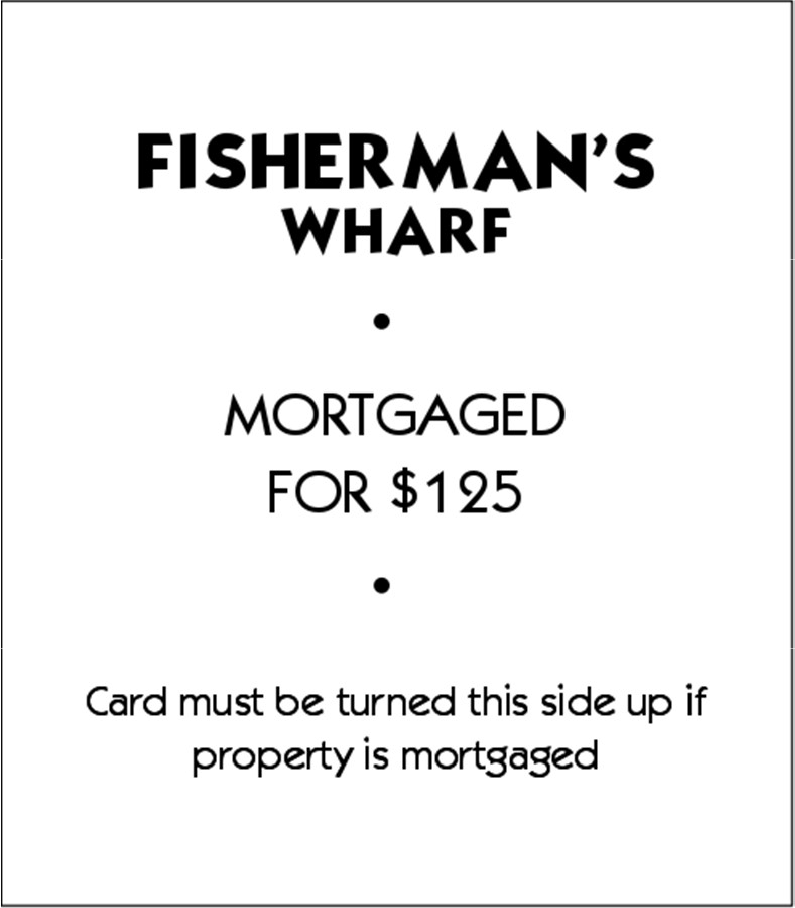 FISHERMAN'S
WHARF
•
MORTGAGED
FOR $125
•
Card must be turned this side up if
property is mortgaged